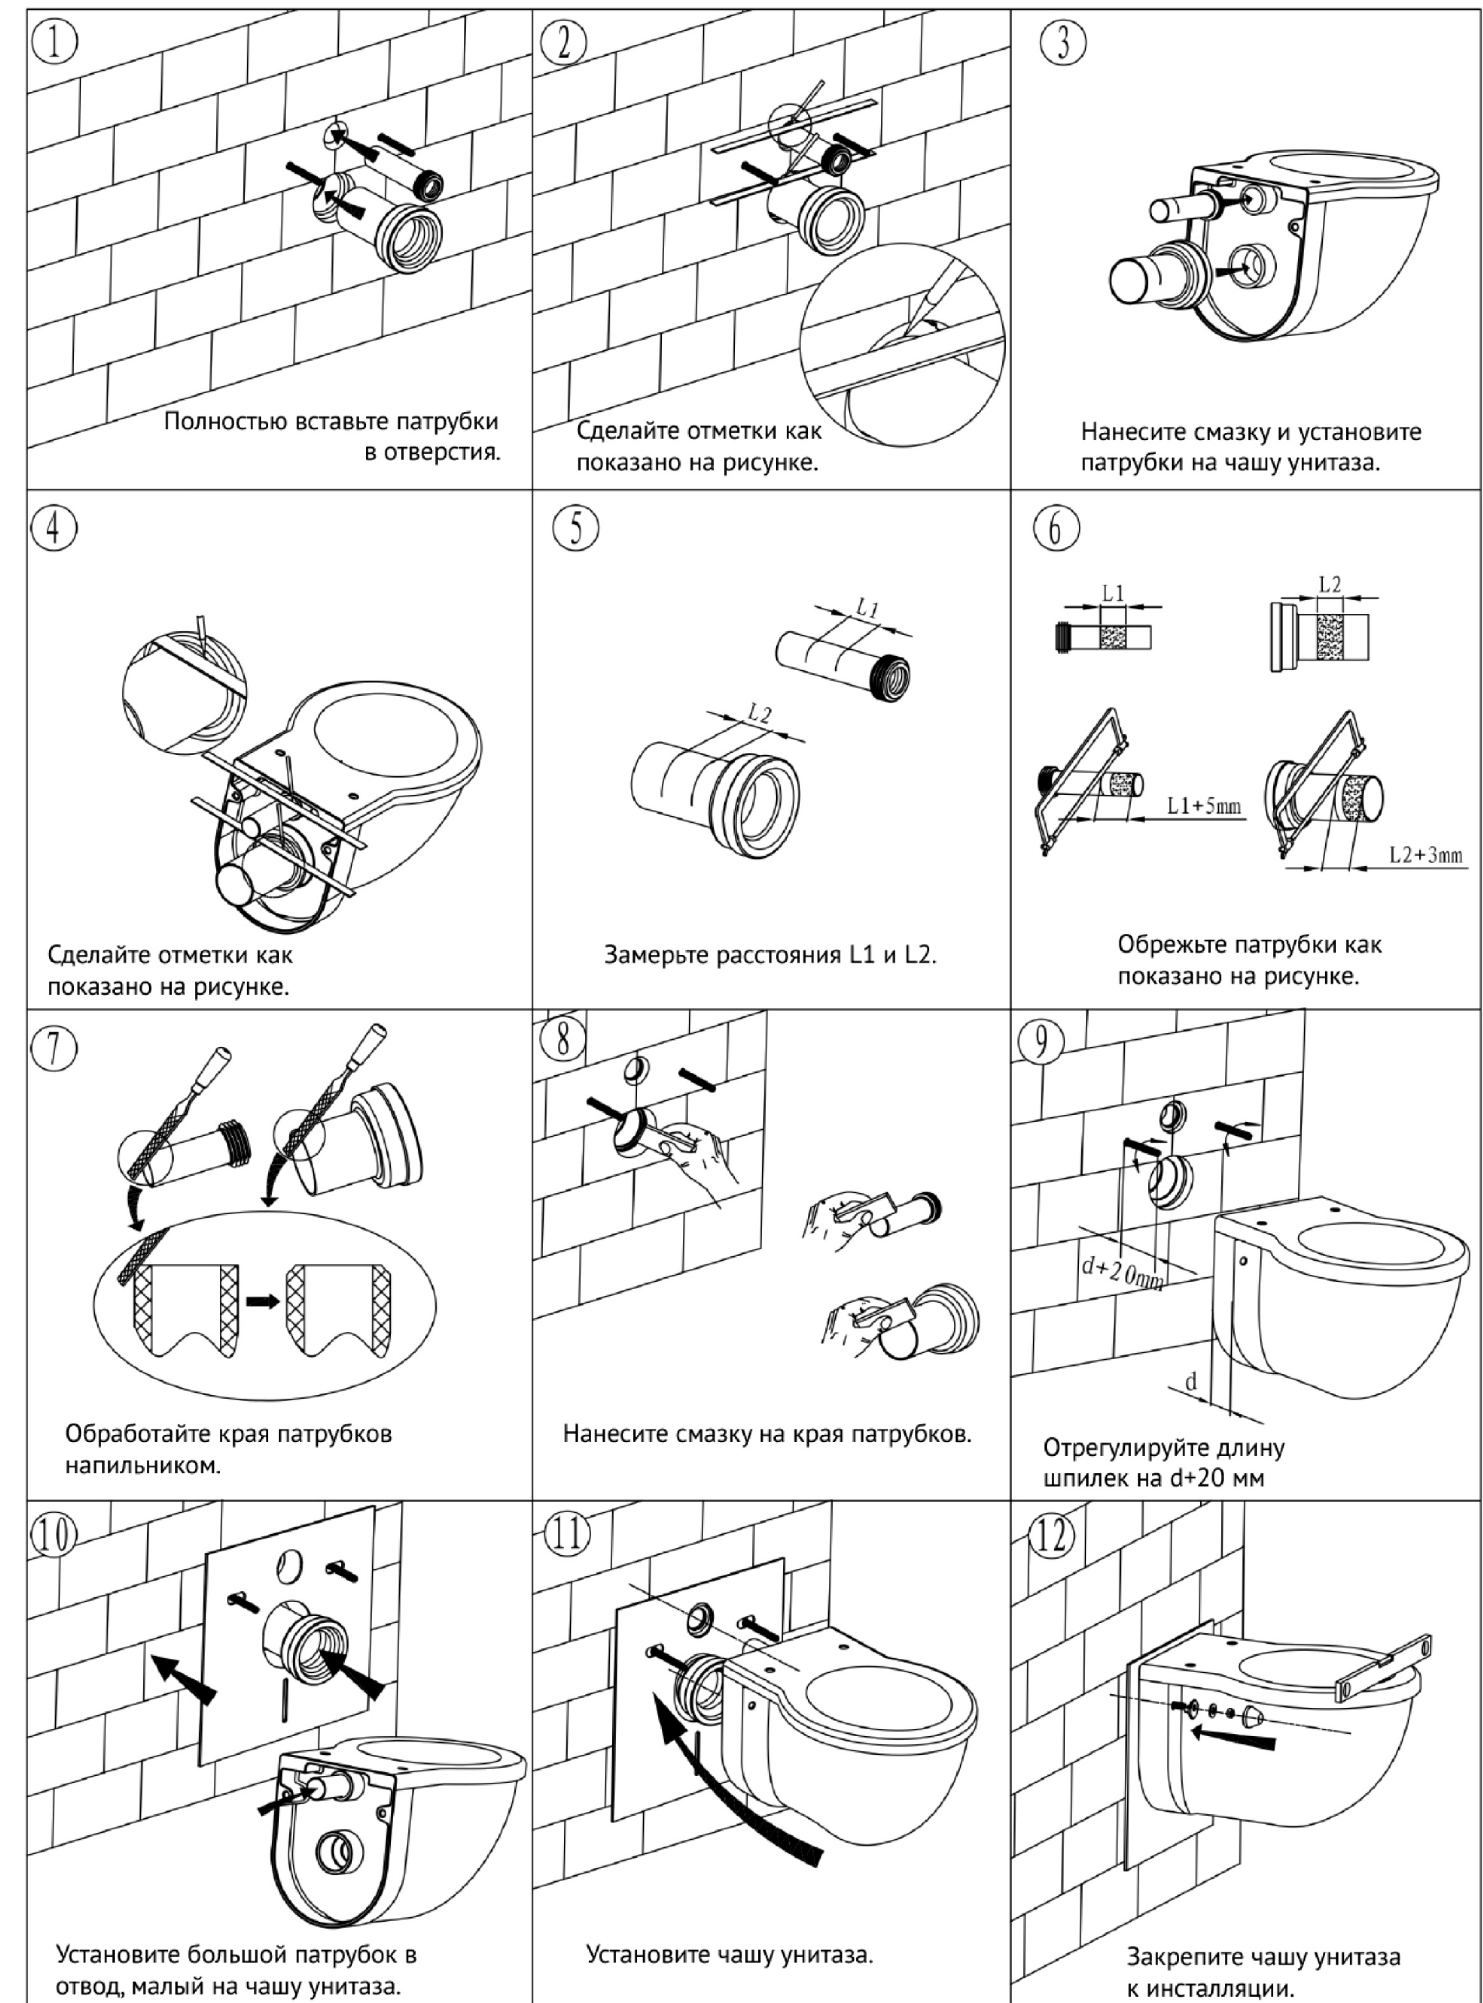 1
Полностью вставьте патрубки
в отверстия.
2
Сделайте отметки как
показано на рисунке.
3
Нанесите смазку и установите
патрубки на чашу унитаза.
4
Сделайте отметки как
показано на рисунке.
5
L1
L2
Замерьте расстояния L1 и L2.
6
L1
L2
L1+5mm
L2+3mm
Обрежьте патрубки как
показано на рисунке.
7
Обработайте края патрубков
напильником.
8
Нанесите смазку на края патрубков.
9
d+20mm
d
Отрегулируйте длину
шпилек на d+20 мм
10
Установите большой патрубок в
отвод, малый на чашу унитаза.
11
Установите чашу унитаза.
12
Закрепите чашу унитаза
к инсталляции.